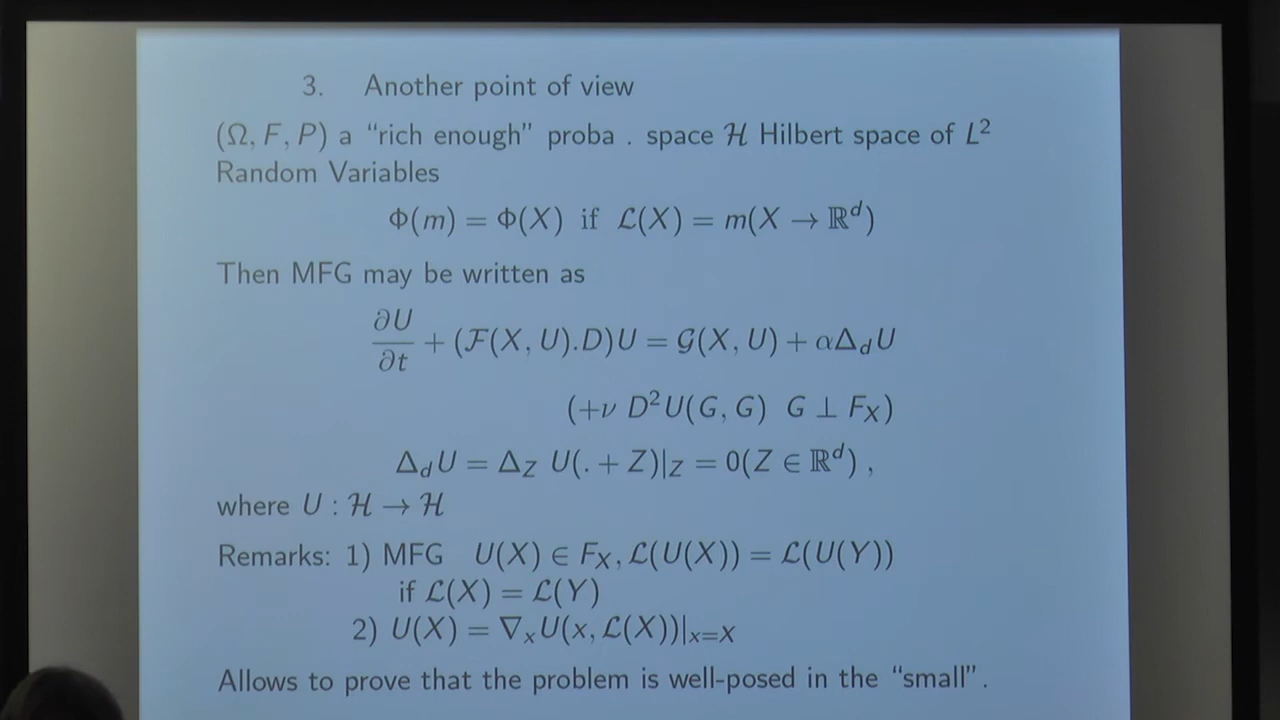 3. Another point of view
(Ω, F, P) a “rich enough” proba . space ℋ Hilbert space of L²
Random Variables
Φ(m) = Φ(X) if ℒ(X) = m(X → ℝᵈ)
Then MFG may be written as
∂U/∂t + (ℱ(X, U).D)U = 𝒢(X, U) + αΔ_d U
(+ν D²U(G, G) G ⊥ F_X)
Δ_d U = Δ_Z U(. + Z)|_Z = 0(Z ∈ ℝᵈ) ,
where U : ℋ → ℋ
Remarks: 1) MFG U(X) ∈ F_X, ℒ(U(X)) = ℒ(U(Y))
if ℒ(X) = ℒ(Y)
2) U(X) = ∇_x U(x, ℒ(X))|_{x=X}
Allows to prove that the problem is well-posed in the “small”.